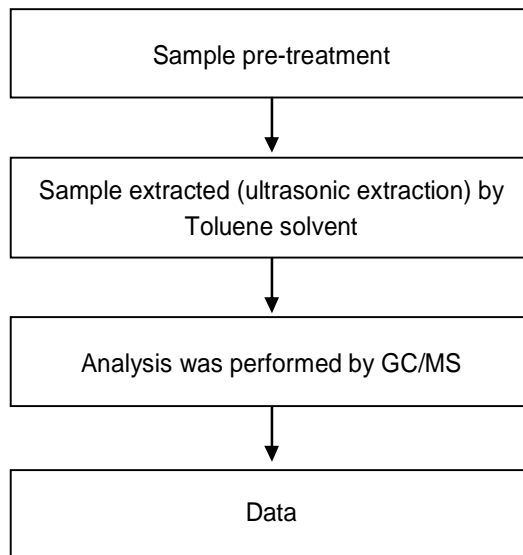 Sample pre-treatment
Sample extracted (ultrasonic extraction) by
Toluene solvent
Analysis was performed by GC/MS
Data